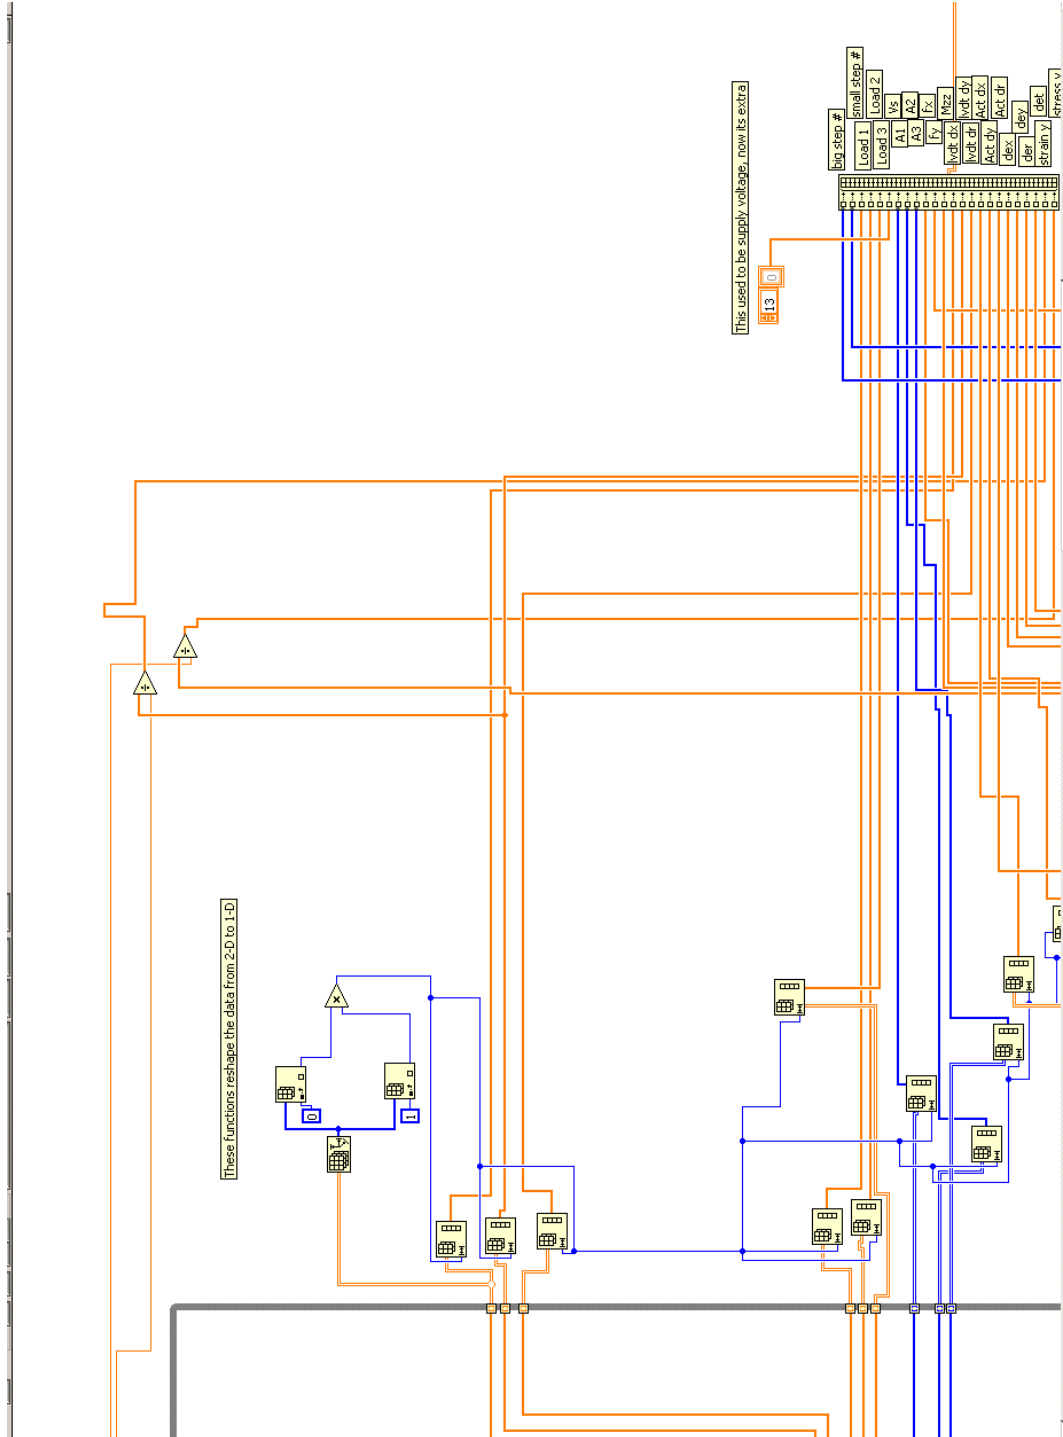 big step #
small step #
Load 1
Load 2
Load 3
Vs
A1
A2
A3
fx
fy
Mzz
lvdt dx
lvdt dy
lvdt dr
Act dx
Act dy
Act dr
dex
dey
der
det
strain y
stress y
This used to be supply voltage, now its extra
0
13
These functions reshape the data from 2-D to 1-D
0
1